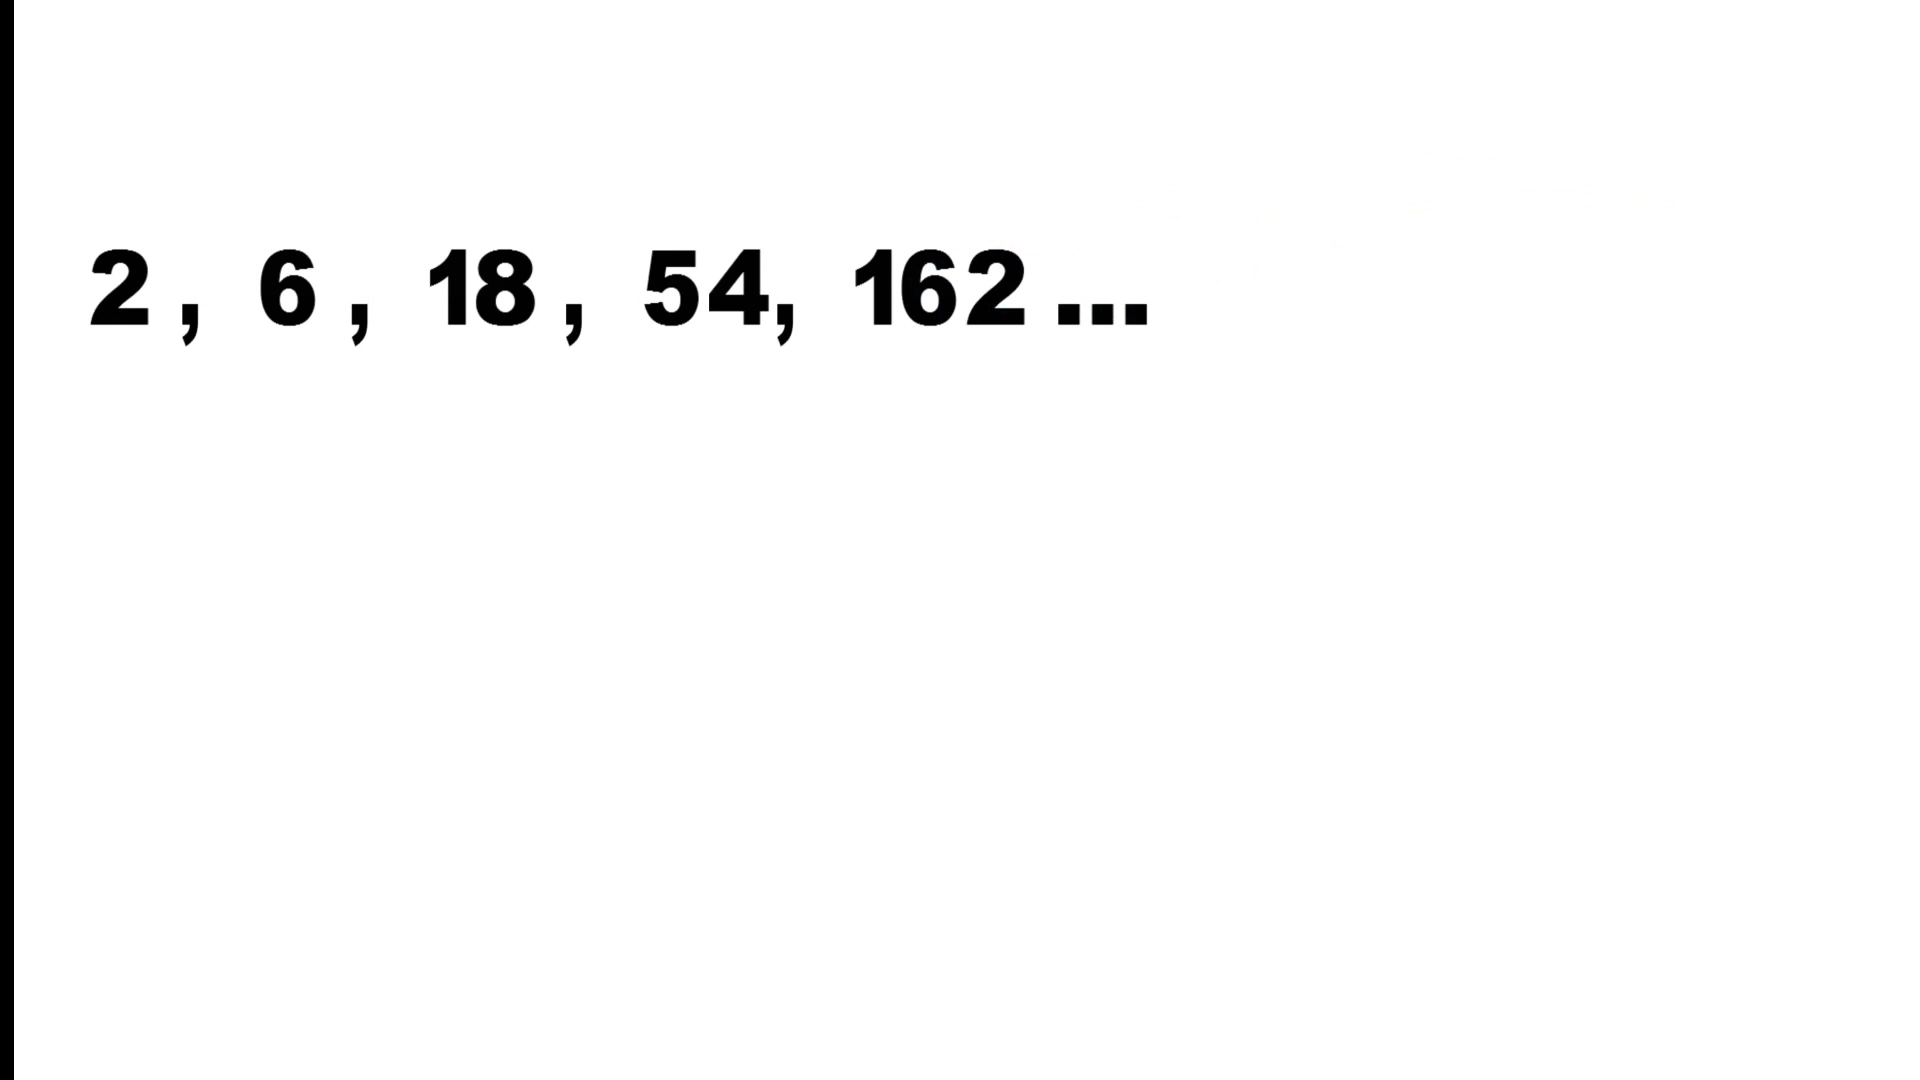 2 , 6 , 18 , 54, 162 ...